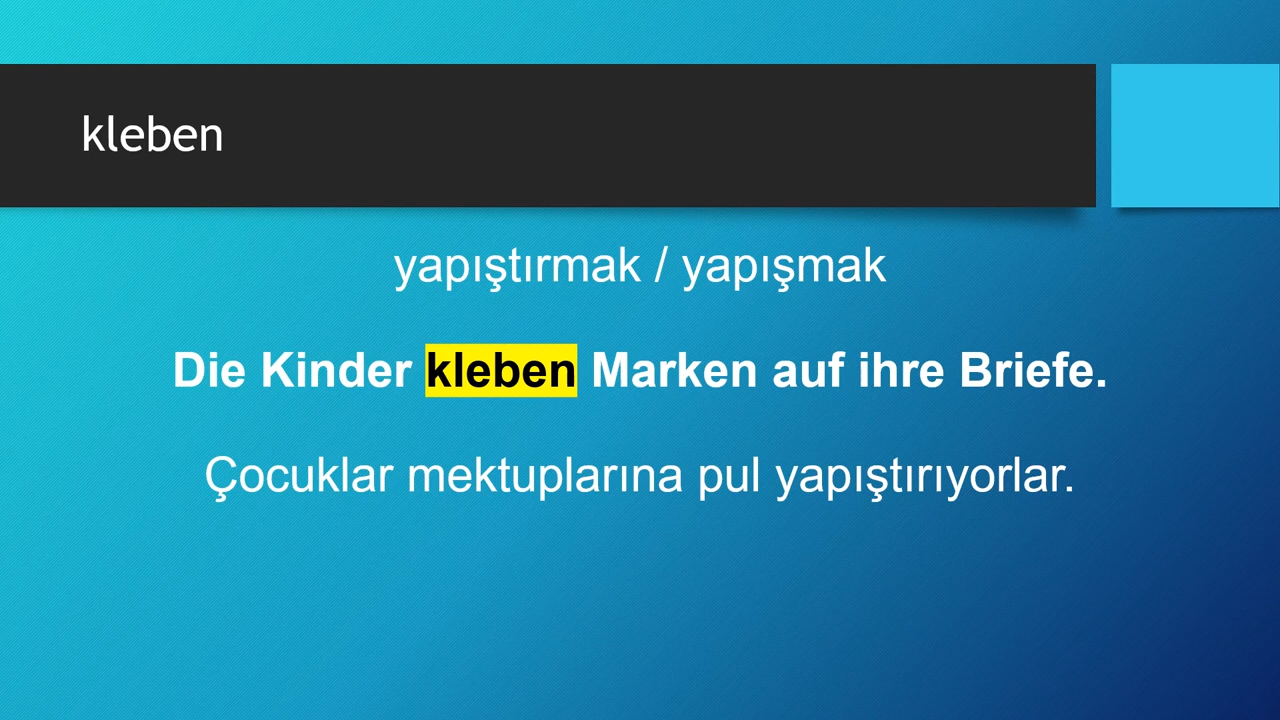 kleben
yapıştırmak / yapışmak
Die Kinder kleben Marken auf ihre Briefe.
Çocuklar mektuplarına pul yapıştırıyorlar.